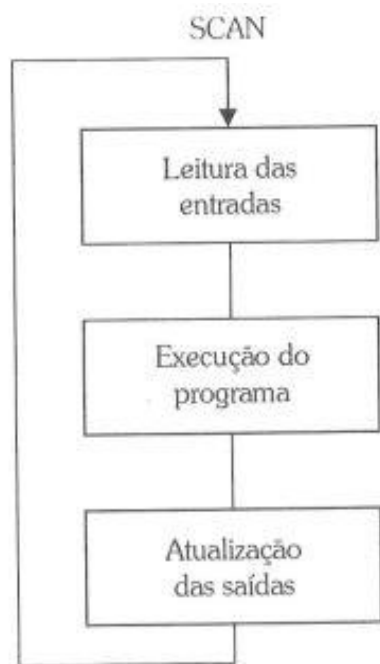 SCAN
Leitura das
entradas
Execução do
programa
Atualização
das saídas